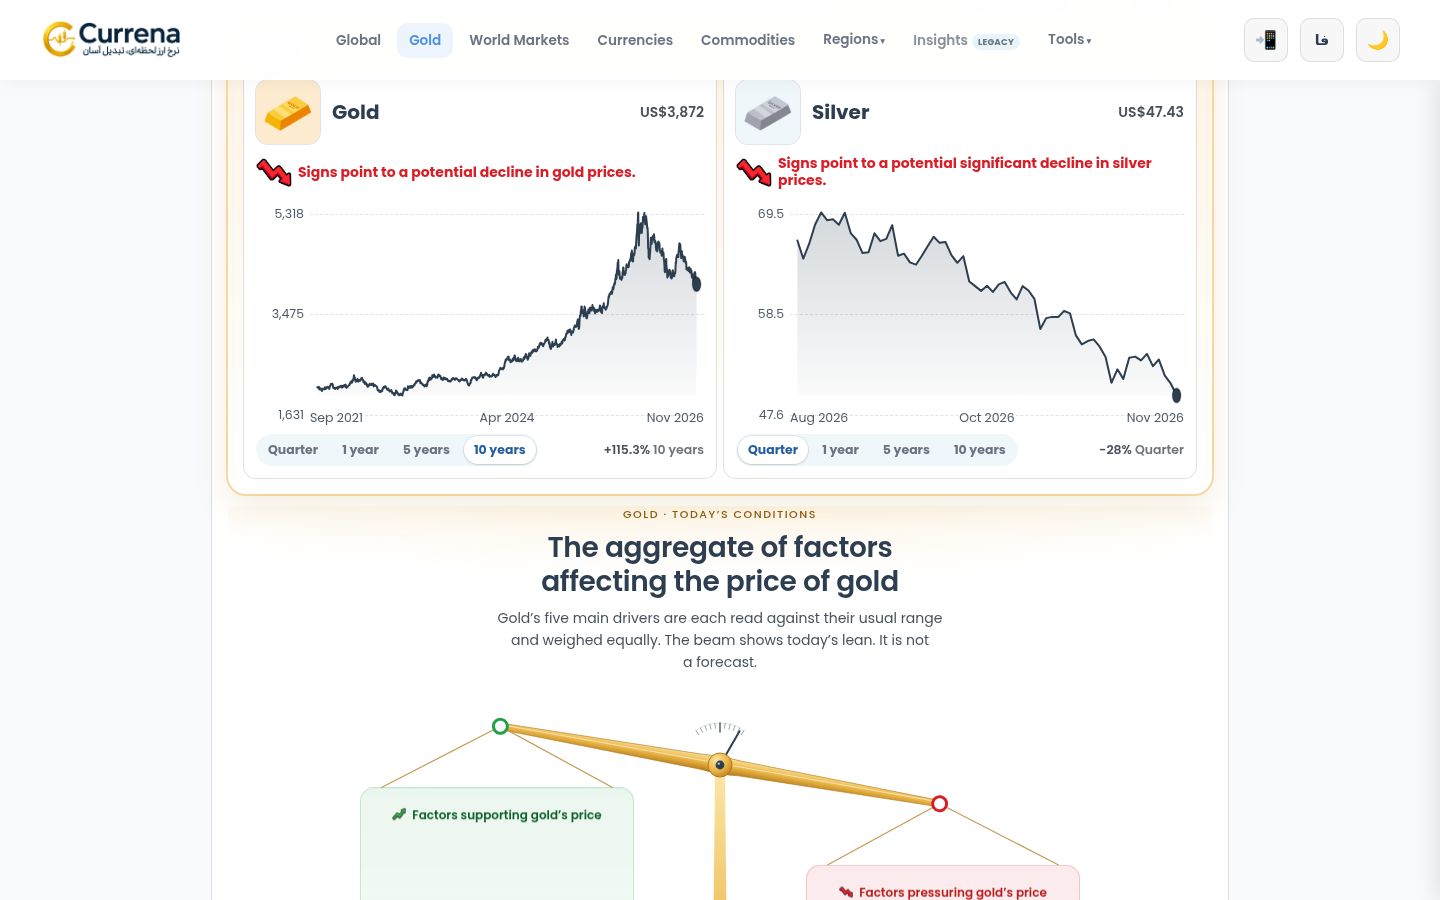 Currena
نرخ ارز لحظه‌ای، تبدیل آسان
Global
Gold
World Markets
Currencies
Commodities
Regions ▾
Insights LEGACY
Tools ▾
فا
Gold
US$3,872
Signs point to a potential decline in gold prices.
5,318
3,475
1,631
Sep 2021
Apr 2024
Nov 2026
Quarter
1 year
5 years
10 years
+115.3% 10 years
Silver
US$47.43
Signs point to a potential significant decline in silver
prices.
69.5
58.5
47.6
Aug 2026
Oct 2026
Nov 2026
Quarter
1 year
5 years
10 years
-28% Quarter
GOLD · TODAY’S CONDITIONS
The aggregate of factors
affecting the price of gold
Gold’s five main drivers are each read against their usual range
and weighed equally. The beam shows today’s lean. It is not
a forecast.
Factors supporting gold’s price
Factors pressuring gold’s price